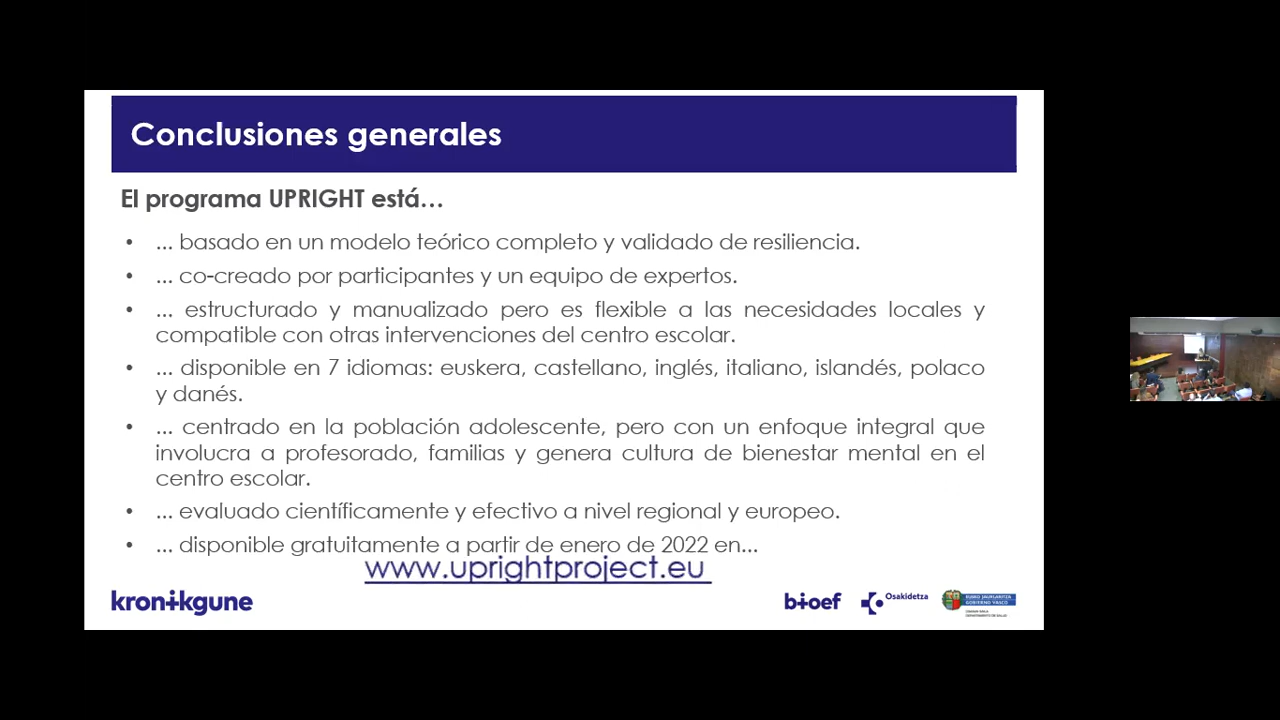 Conclusiones generales
El programa UPRIGHT está...
• ... basado en un modelo teórico completo y validado de resiliencia.
• ... co-creado por participantes y un equipo de expertos.
• ... estructurado y manualizado pero es flexible a las necesidades locales y
compatible con otras intervenciones del centro escolar.
• ... disponible en 7 idiomas: euskera, castellano, inglés, italiano, islandés, polaco
y danés.
• ... centrado en la población adolescente, pero con un enfoque integral que
involucra a profesorado, familias y genera cultura de bienestar mental en el
centro escolar.
• ... evaluado científicamente y efectivo a nivel regional y europeo.
• ... disponible gratuitamente a partir de enero de 2022 en...
www.uprightproject.eu
kronikgune
bioef
Osakidetza
EUSKO JAURLARITZA
GOBIERNO VASCO
DEPARTAMENTO DE SALUD